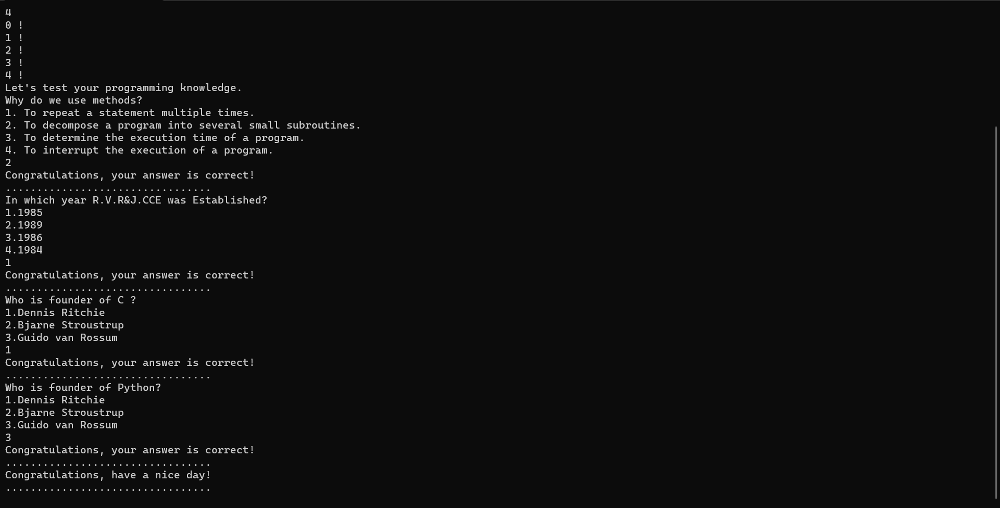 4
0 !
1 !
2 !
3 !
4 !
Let's test your programming knowledge.
Why do we use methods?
1. To repeat a statement multiple times.
2. To decompose a program into several small subroutines.
3. To determine the execution time of a program.
4. To interrupt the execution of a program.
2
Congratulations, your answer is correct!
.................................
In which year R.V.R&J.CCE was Established?
1.1985
2.1989
3.1986
4.1984
1
Congratulations, your answer is correct!
.................................
Who is founder of C ?
1.Dennis Ritchie
2.Bjarne Stroustrup
3.Guido van Rossum
1
Congratulations, your answer is correct!
.................................
Who is founder of Python?
1.Dennis Ritchie
2.Bjarne Stroustrup
3.Guido van Rossum
3
Congratulations, your answer is correct!
.................................
Congratulations, have a nice day!
.................................